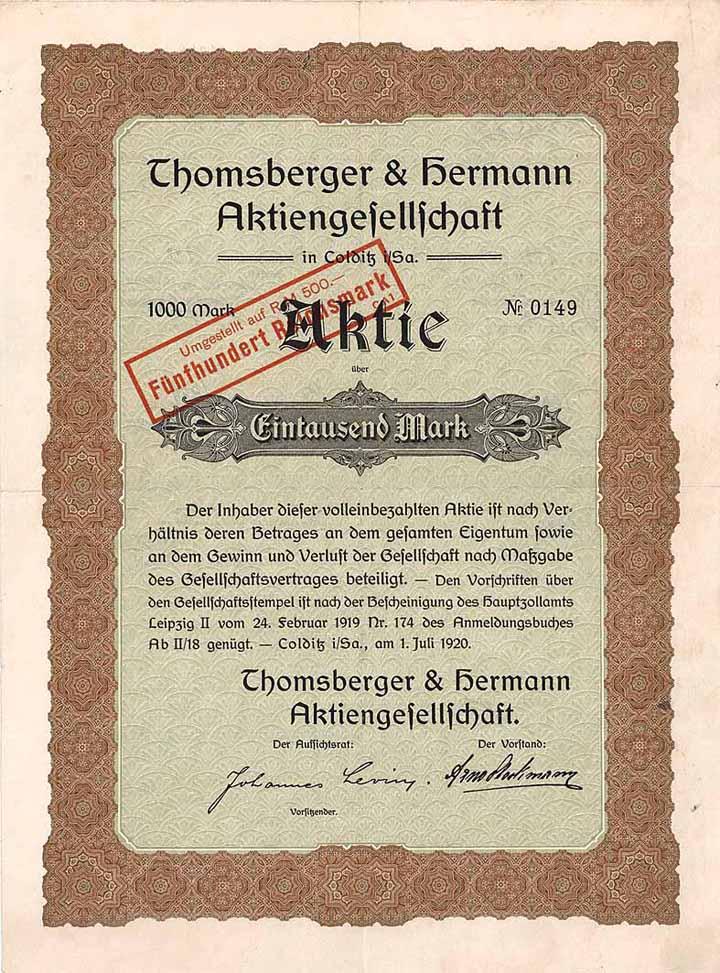 Thomsberger & Hermann
Aktiengesellschaft
in Colditz i/Sa.
1000 Mark
Umgestellt auf RM 500.—
Fünfhundert Reichsmark
Aktie
Nr. 0149
über
Eintausend Mark
Der Inhaber dieser volleinbezahlten Aktie ist nach Ver-
hältnis deren Betrages an dem gesamten Eigentum sowie
an dem Gewinn und Verlust der Gesellschaft nach Maßgabe
des Gesellschaftsvertrages beteiligt. — Den Vorschriften über
den Gesellschaftsstempel ist nach der Bescheinigung des Hauptzollamts
Leipzig II vom 24. Februar 1919 Nr. 174 des Anmeldungsbuches
Ab II/18 genügt. — Colditz i/Sa., am 1. Juli 1920.
Thomsberger & Hermann
Aktiengesellschaft.
Der Aufsichtsrat:
Der Vorstand:
Johannes
Vorsitzender.